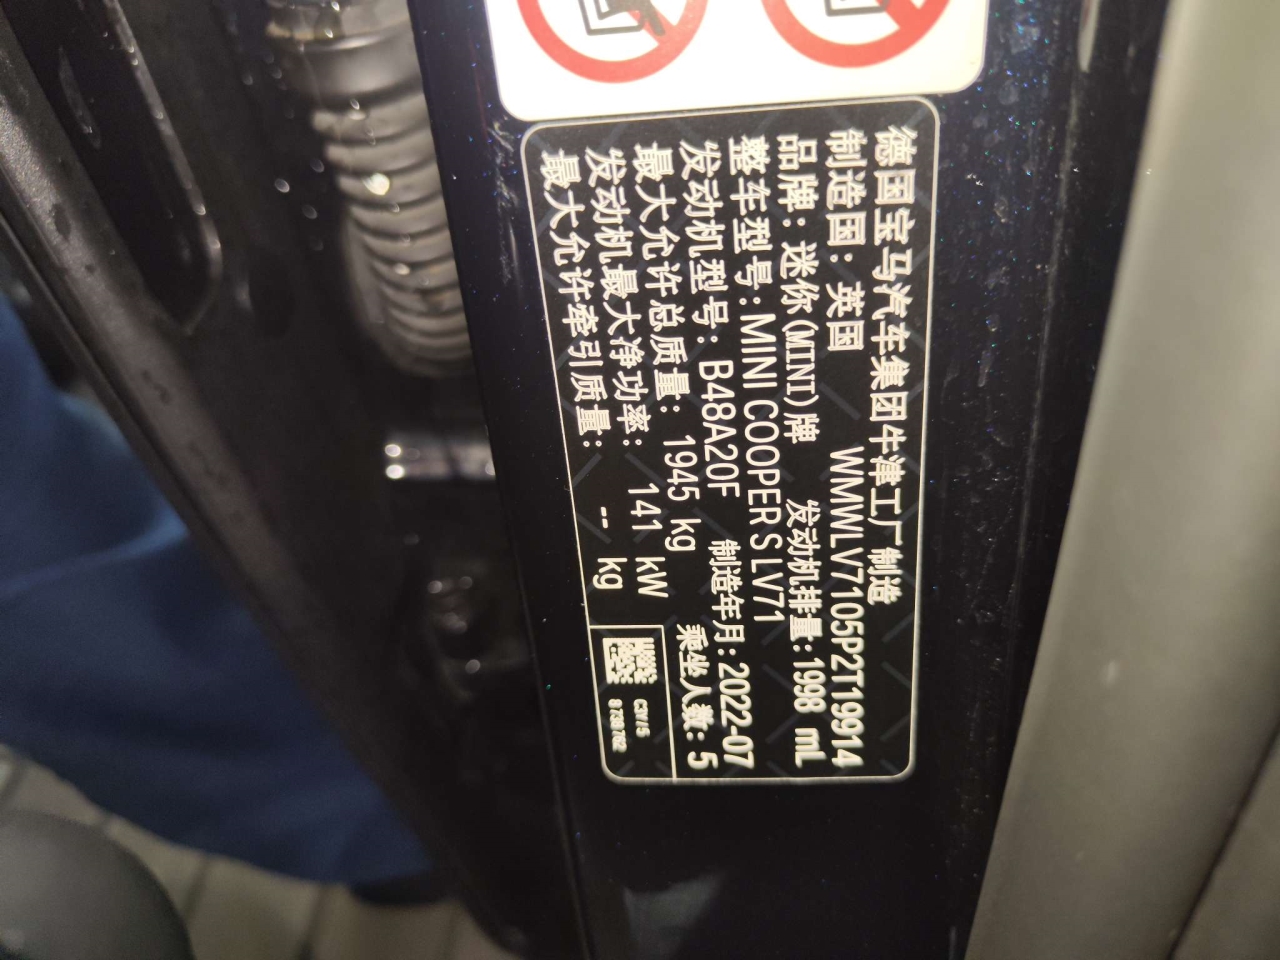 德国宝马汽车集团牛津工厂制造
制造国：英国 WMWLV7105P2T19914
品牌：迷你(MINI)牌 发动机排量：1998 mL
整车型号：MINI COOPER S LV71
发动机型号：B48A20F 制造年月：2022-07
最大允许总质量：1945 kg 乘坐人数：5
发动机最大净功率：141 kW
最大允许牵引质量：-- kg
8 738762